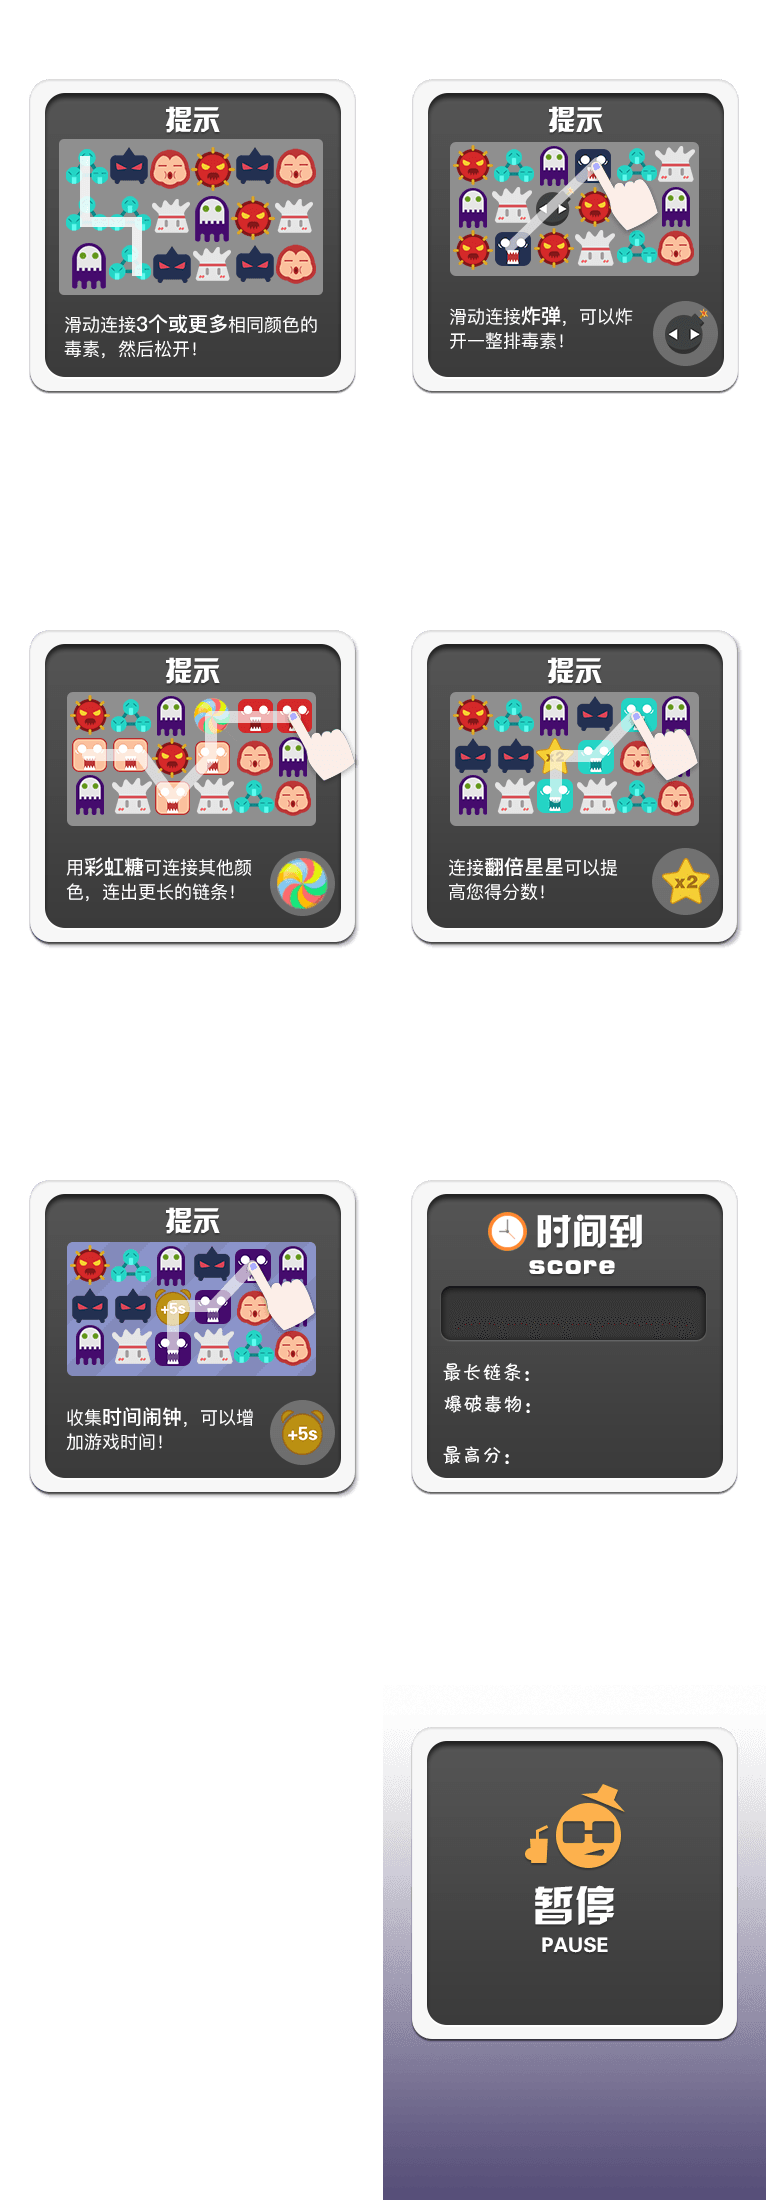 提示
滑动连接3个或更多相同颜色的
毒素，然后松开！
提示
滑动连接炸弹，可以炸
开一整排毒素！
提示
用彩虹糖可连接其他颜
色，连出更长的链条！
提示
x2
连接翻倍星星可以提
高您得分数！
x2
提示
+5s
收集时间闹钟，可以增
加游戏时间！
+5s
时间到
score
最长链条：
爆破毒物：
最高分：
暂停
PAUSE